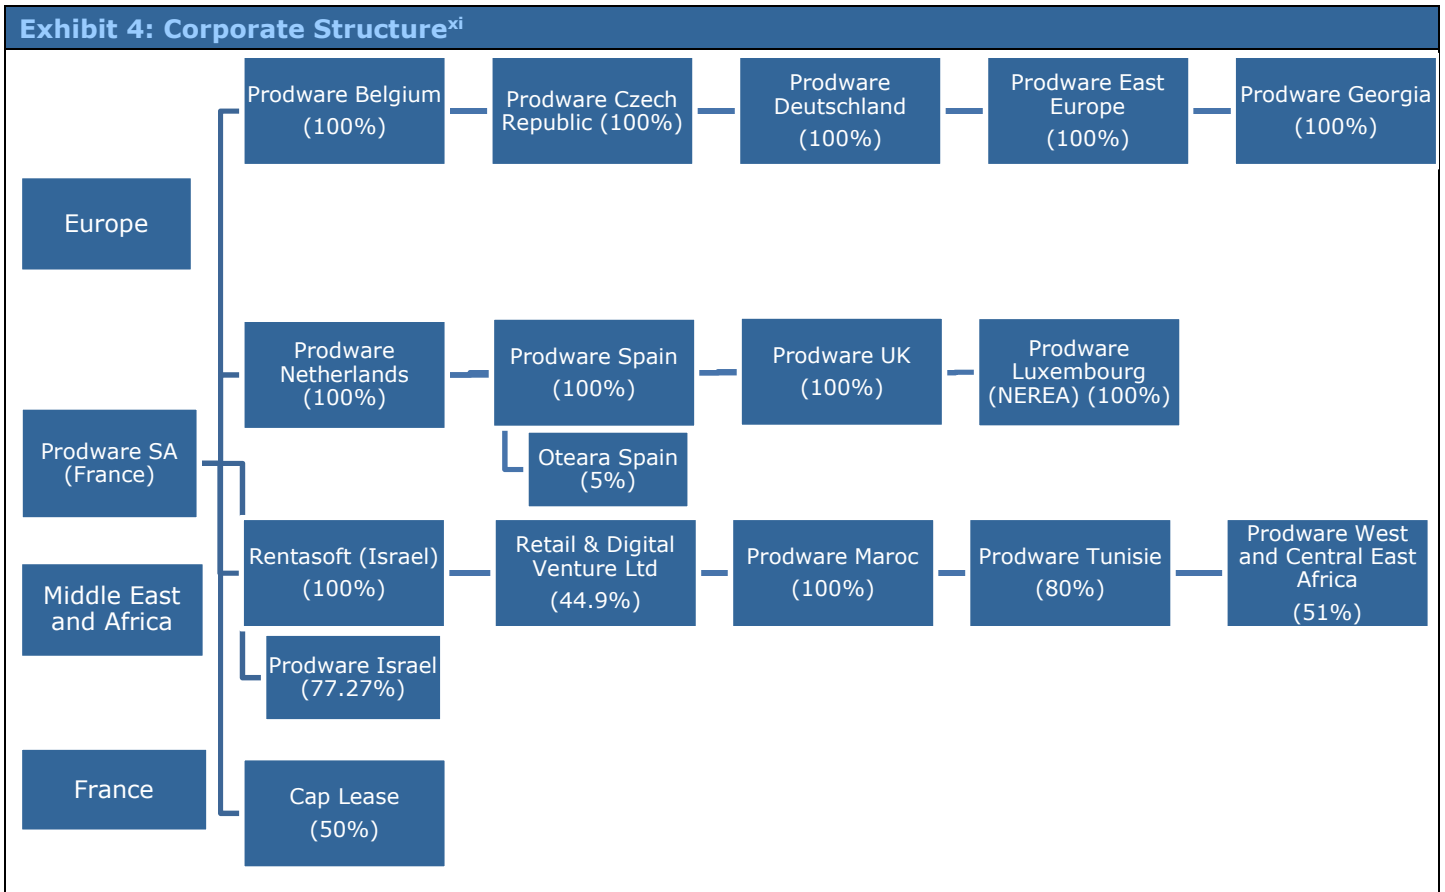 Exhibit 4: Corporate Structurexi
Prodware Belgium
(100%)
Prodware Czech
Republic (100%)
Prodware
Deutschland
(100%)
Prodware East
Europe
(100%)
Prodware Georgia
(100%)
Europe
Prodware
Netherlands
(100%)
Prodware Spain
(100%)
Prodware UK
(100%)
Prodware
Luxembourg
(NEREA) (100%)
Oteara Spain
(5%)
Prodware SA
(France)
Rentasoft (Israel)
(100%)
Retail & Digital
Venture Ltd
(44.9%)
Prodware Maroc
(100%)
Prodware Tunisie
(80%)
Prodware West
and Central East
Africa
(51%)
Middle East
and Africa
Prodware Israel
(77.27%)
France
Cap Lease
(50%)